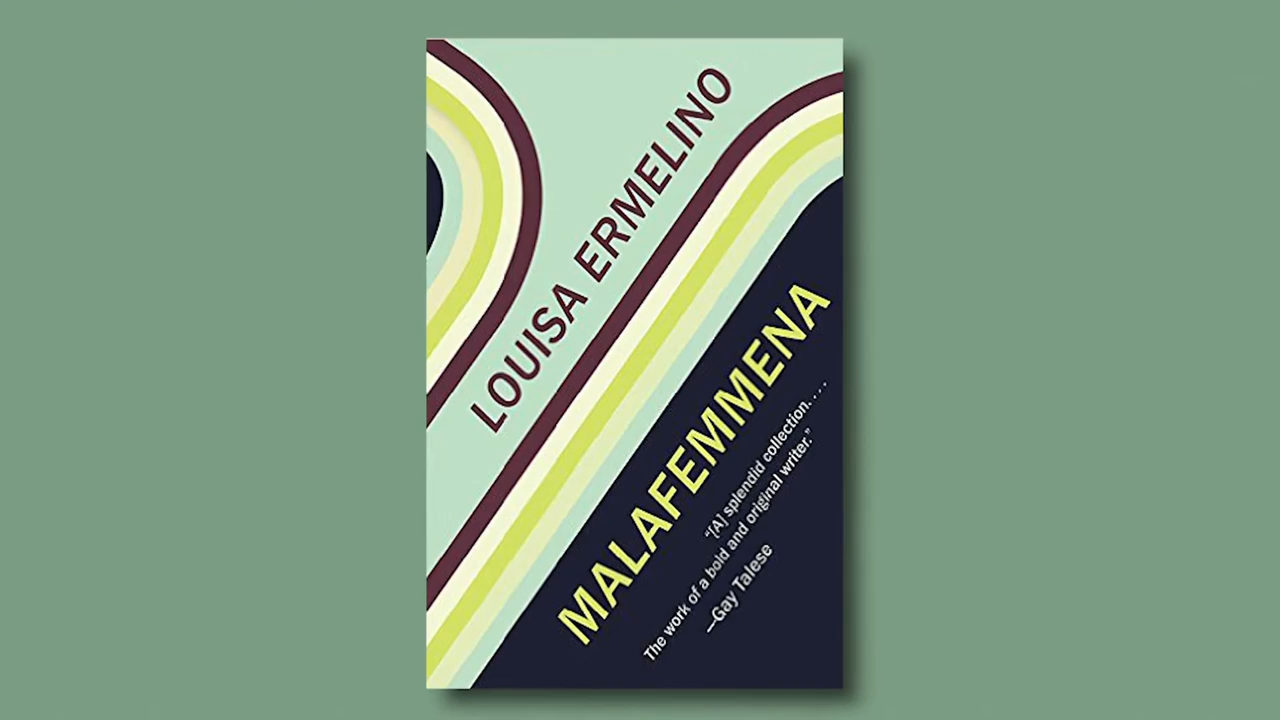 LOUISA ERMELINO
MALAFEMMENA
“[A] splendid collection. . . .
The work of a bold and original writer.”
—Gay Talese